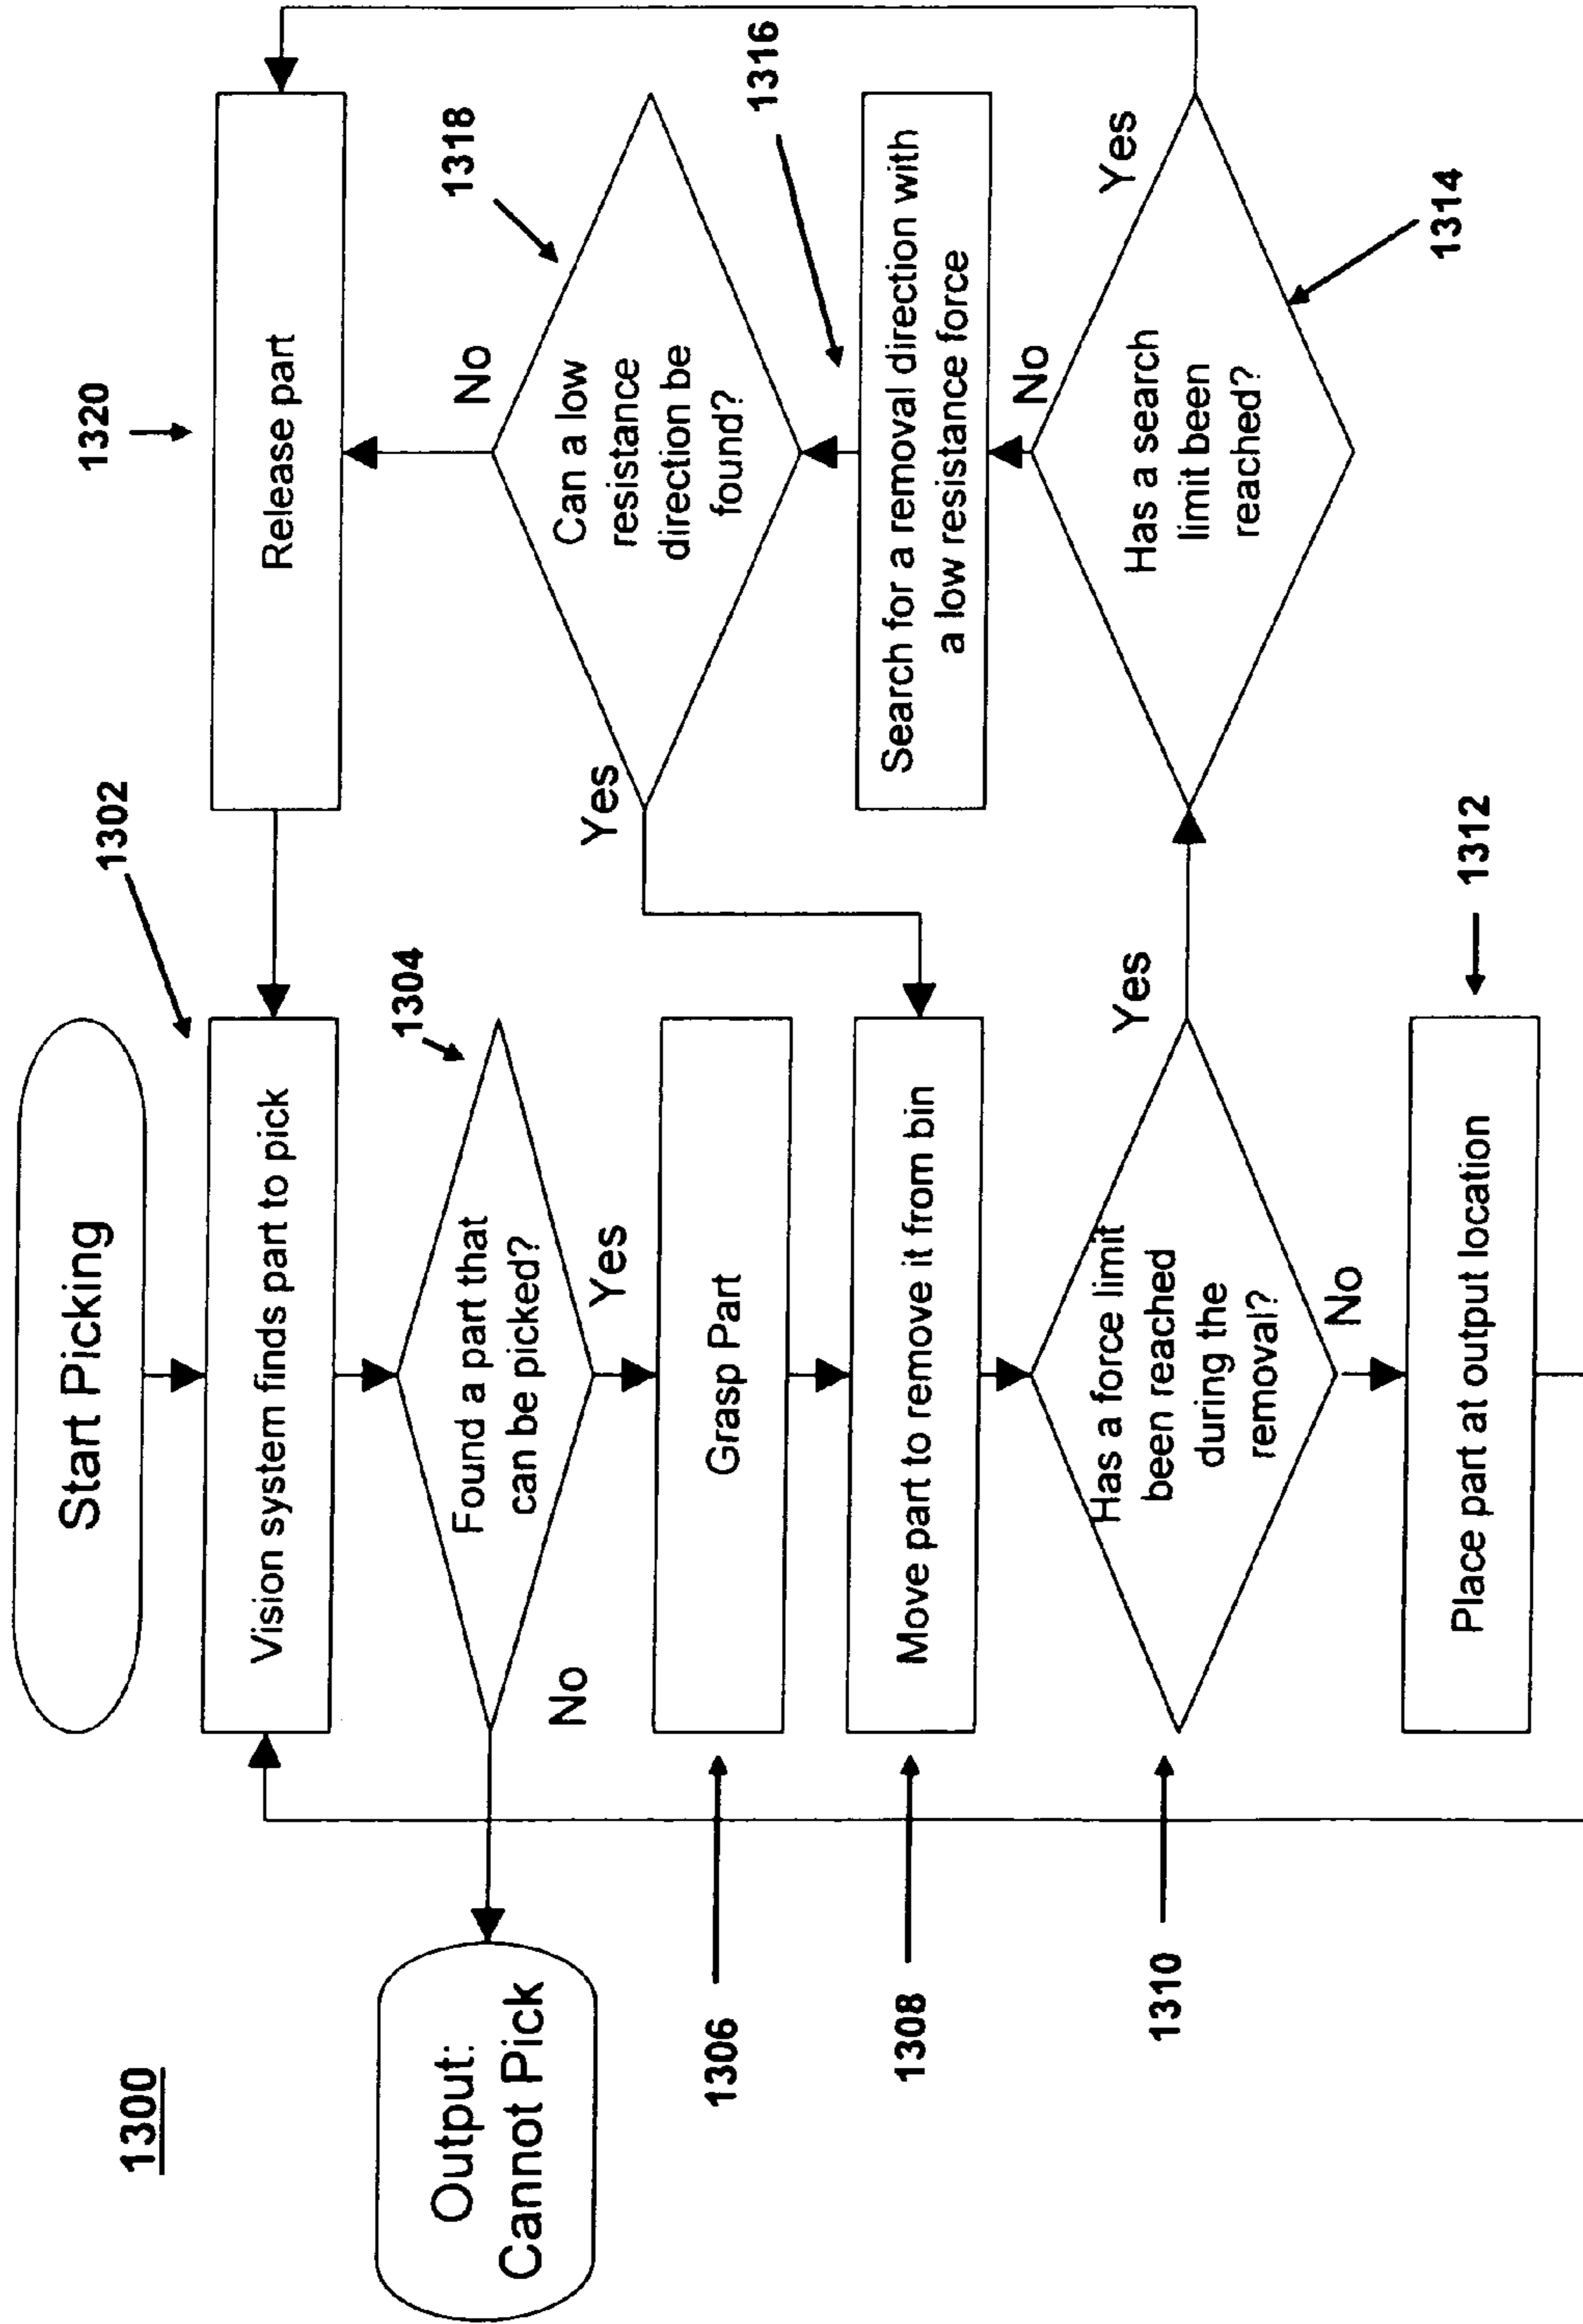 1300
Start Picking
1302
Vision system finds part to pick
1304
Found a part that
can be picked?
No
Output:
Cannot Pick
Yes
1306
Grasp Part
1308
Move part to remove it from bin
1310
Has a force limit
been reached
during the
removal?
Yes
No
1312
Place part at output location
1320
Release part
1318
No
Can a low
resistance
direction be
found?
Yes
1316
Search for a removal direction with
a low resistance force
No
Yes
Has a search
limit been
reached?
1314